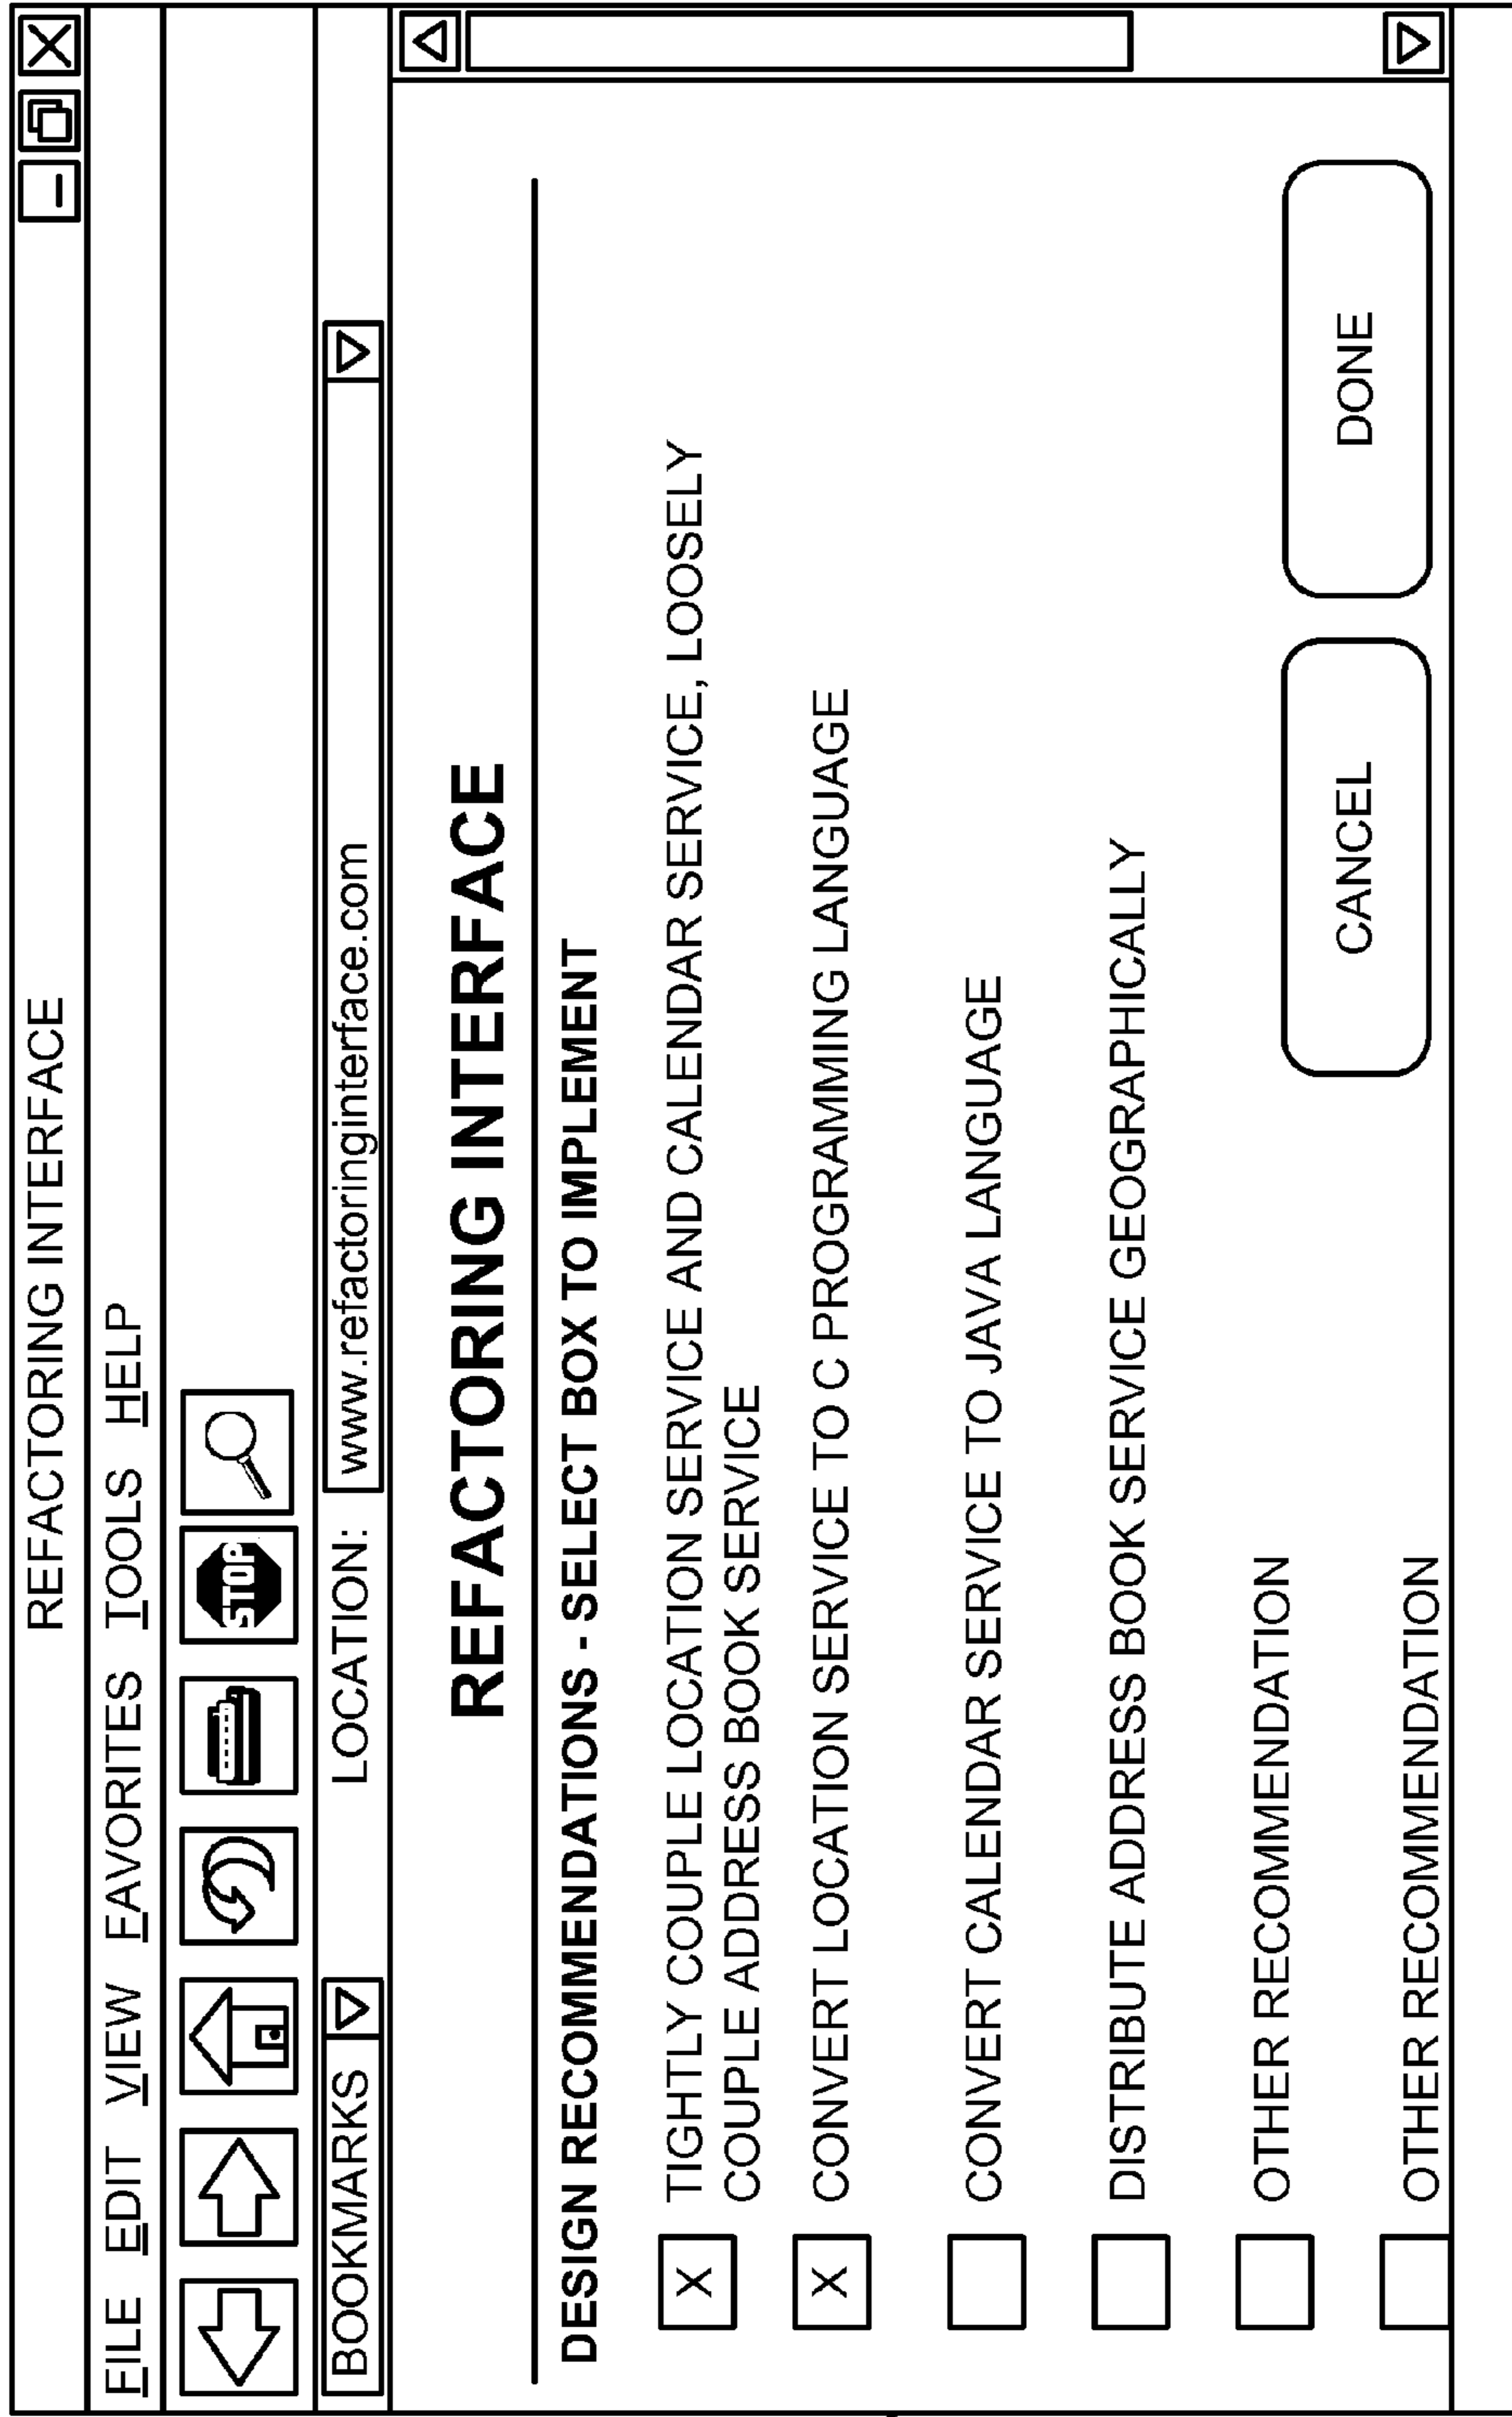 REFACTORING INTERFACE
FILE EDIT VIEW FAVORITES TOOLS HELP
STOP
BOOKMARKS LOCATION: www.refactoringinterface.com
REFACTORING INTERFACE
DESIGN RECOMMENDATIONS - SELECT BOX TO IMPLEMENT
X TIGHTLY COUPLE LOCATION SERVICE AND CALENDAR SERVICE, LOOSELY
COUPLE ADDRESS BOOK SERVICE
X CONVERT LOCATION SERVICE TO C PROGRAMMING LANGUAGE
CONVERT CALENDAR SERVICE TO JAVA LANGUAGE
DISTRIBUTE ADDRESS BOOK SERVICE GEOGRAPHICALLY
OTHER RECOMMENDATION
OTHER RECOMMENDATION
CANCEL DONE